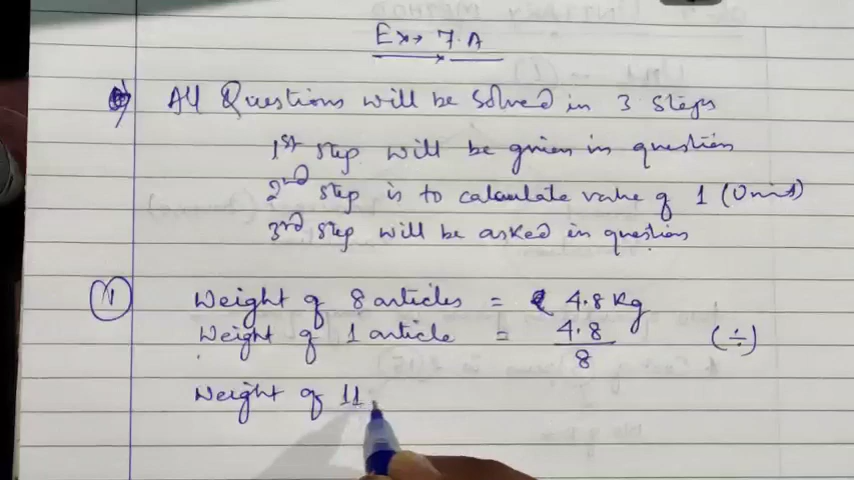 Ex→ 7.A
All Questions will be solved in 3 steps
1st step will be given in question
2nd step is to calculate value of 1 (Unit)
3rd step will be asked in question
1 Weight of 8 articles = 4.8 kg
Weight of 1 article = 4.8/8 (÷)
Weight of 11